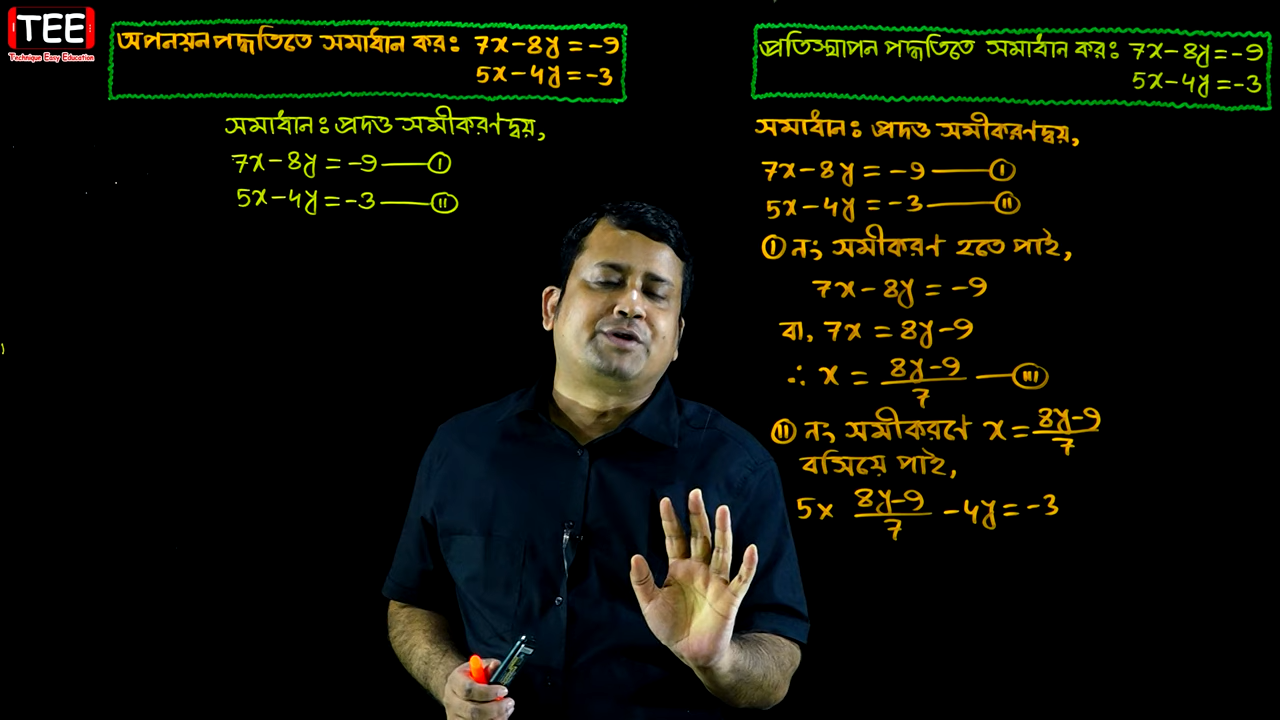 TEE
Technique Easy Education
অপনয়ন পদ্ধতিতে সমাধান করঃ 7x-8y=-9
5x-4y=-3
সমাধানঃ প্রদত্ত সমীকরণদ্বয়,
7x-8y=-9 — (I)
5x-4y=-3 — (II)
প্রতিস্থাপন পদ্ধতিতে সমাধান করঃ 7x-8y=-9
5x-4y=-3
সমাধানঃ প্রদত্ত সমীকরণদ্বয়,
7x-8y=-9 — (I)
5x-4y=-3 — (II)
(I) নং সমীকরণ হতে পাই,
7x-8y=-9
বা, 7x=8y-9
∴ x = (8y-9)/7 — (III)
(II) নং সমীকরণে x=(8y-9)/7
বসিয়ে পাই,
5× (8y-9)/7 -4y=-3